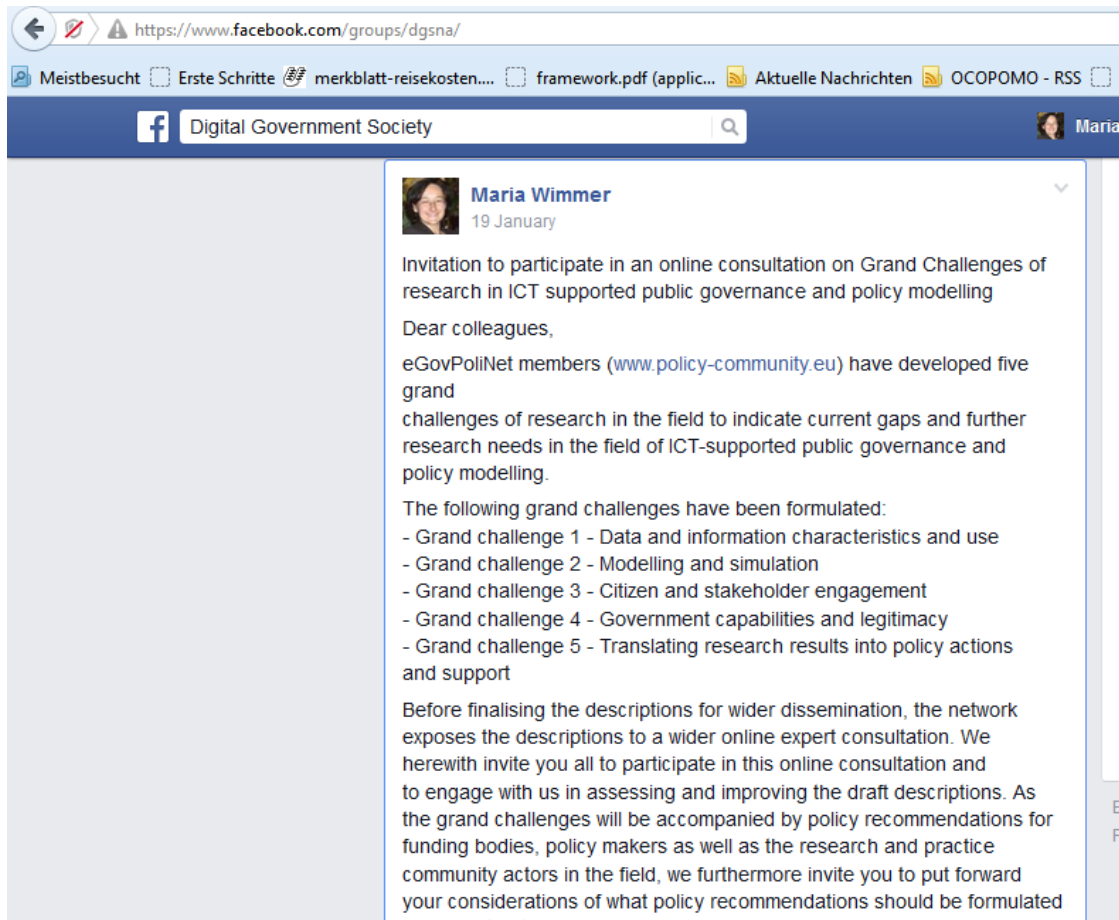 https://www.facebook.com/groups/dgsna/
Meistbesucht Erste Schritte merkblatt-reisekosten.... framework.pdf (applic... Aktuelle Nachrichten OCOPOMO - RSS
f Digital Government Society Maria
Maria Wimmer
19 January
Invitation to participate in an online consultation on Grand Challenges of
research in ICT supported public governance and policy modelling
Dear colleagues,
eGovPoliNet members (www.policy-community.eu) have developed five
grand
challenges of research in the field to indicate current gaps and further
research needs in the field of ICT-supported public governance and
policy modelling.
The following grand challenges have been formulated:
- Grand challenge 1 - Data and information characteristics and use
- Grand challenge 2 - Modelling and simulation
- Grand challenge 3 - Citizen and stakeholder engagement
- Grand challenge 4 - Government capabilities and legitimacy
- Grand challenge 5 - Translating research results into policy actions
and support
Before finalising the descriptions for wider dissemination, the network
exposes the descriptions to a wider online expert consultation. We
herewith invite you all to participate in this online consultation and
to engage with us in assessing and improving the draft descriptions. As
the grand challenges will be accompanied by policy recommendations for
funding bodies, policy makers as well as the research and practice
community actors in the field, we furthermore invite you to put forward
your considerations of what policy recommendations should be formulated